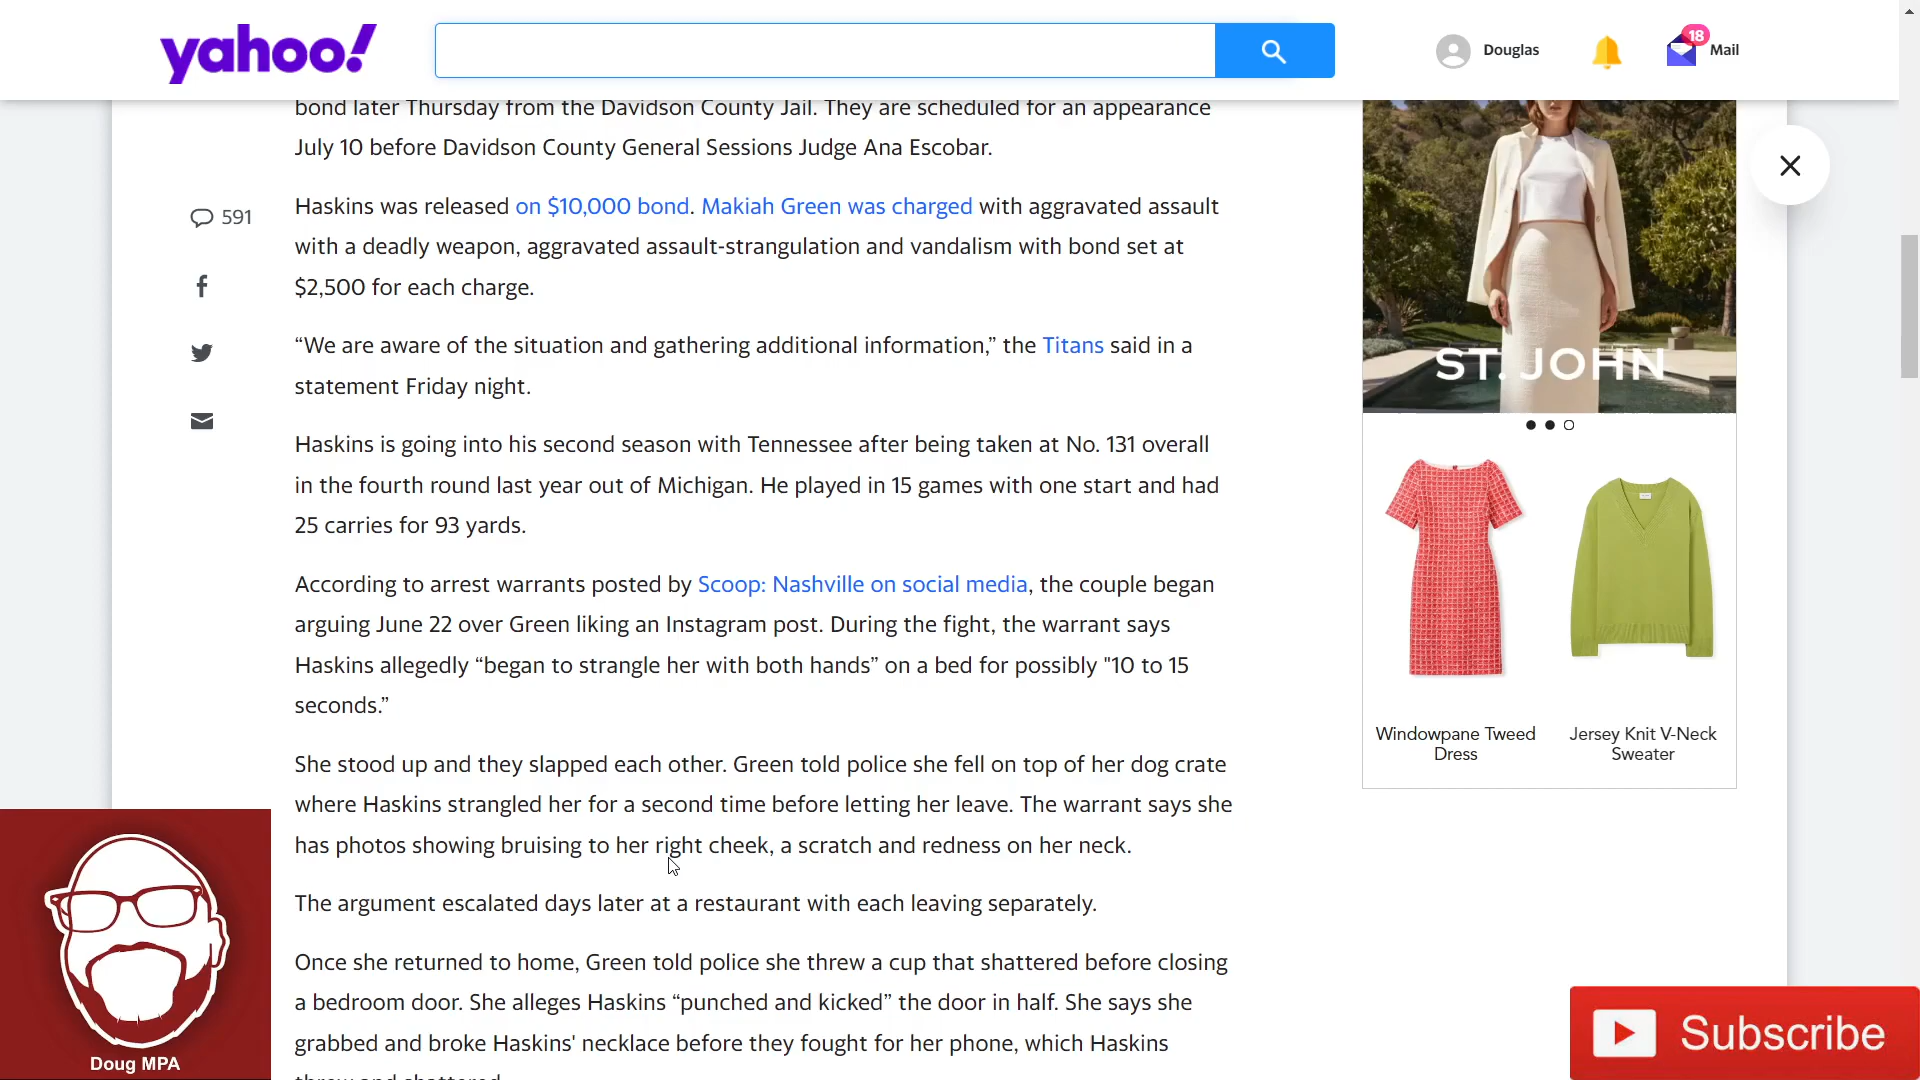 yahoo!
Douglas
18
Mail
bond later Thursday from the Davidson County Jail. They are scheduled for an appearance
July 10 before Davidson County General Sessions Judge Ana Escobar.
591
Haskins was released on $10,000 bond. Makiah Green was charged with aggravated assault
with a deadly weapon, aggravated assault-strangulation and vandalism with bond set at
$2,500 for each charge.
“We are aware of the situation and gathering additional information,” the Titans said in a
statement Friday night.
Haskins is going into his second season with Tennessee after being taken at No. 131 overall
in the fourth round last year out of Michigan. He played in 15 games with one start and had
25 carries for 93 yards.
According to arrest warrants posted by Scoop: Nashville on social media, the couple began
arguing June 22 over Green liking an Instagram post. During the fight, the warrant says
Haskins allegedly “began to strangle her with both hands” on a bed for possibly "10 to 15
seconds.”
She stood up and they slapped each other. Green told police she fell on top of her dog crate
where Haskins strangled her for a second time before letting her leave. The warrant says she
has photos showing bruising to her right cheek, a scratch and redness on her neck.
The argument escalated days later at a restaurant with each leaving separately.
Once she returned to home, Green told police she threw a cup that shattered before closing
a bedroom door. She alleges Haskins “punched and kicked” the door in half. She says she
grabbed and broke Haskins' necklace before they fought for her phone, which Haskins
threw and shattered.
ST. JOHN
Windowpane Tweed
Dress
Jersey Knit V-Neck
Sweater
Doug MPA
Subscribe